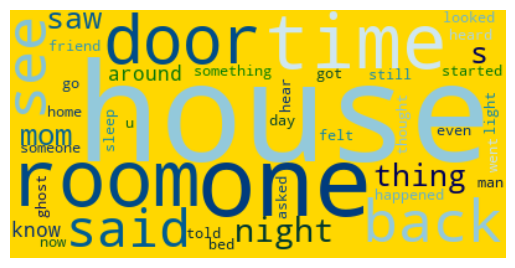 saw
door
time
looked
heard
s
see
friend
around
something
got
still
started
go
hear
house
home
mom
someone
sleep
u
day
felt
thought
even
light
went
room
one
thing
man
ghost
asked
happened
back
know
said
now
told
bed
night